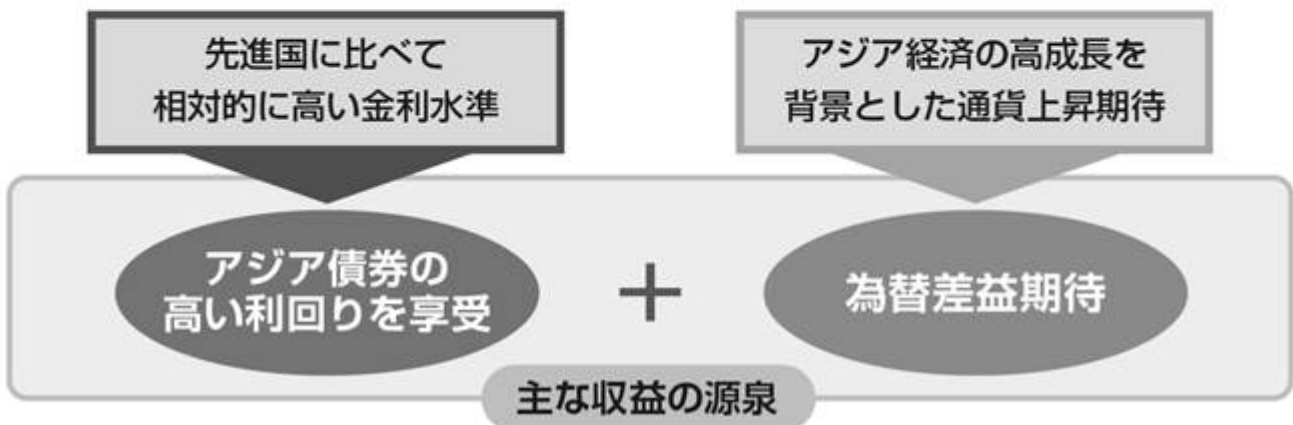 先進国に比べて
相対的に高い金利水準
アジア経済の高成長を
背景とした通貨上昇期待
アジア債券の
高い利回りを享受
+
為替差益期待
主な収益の源泉